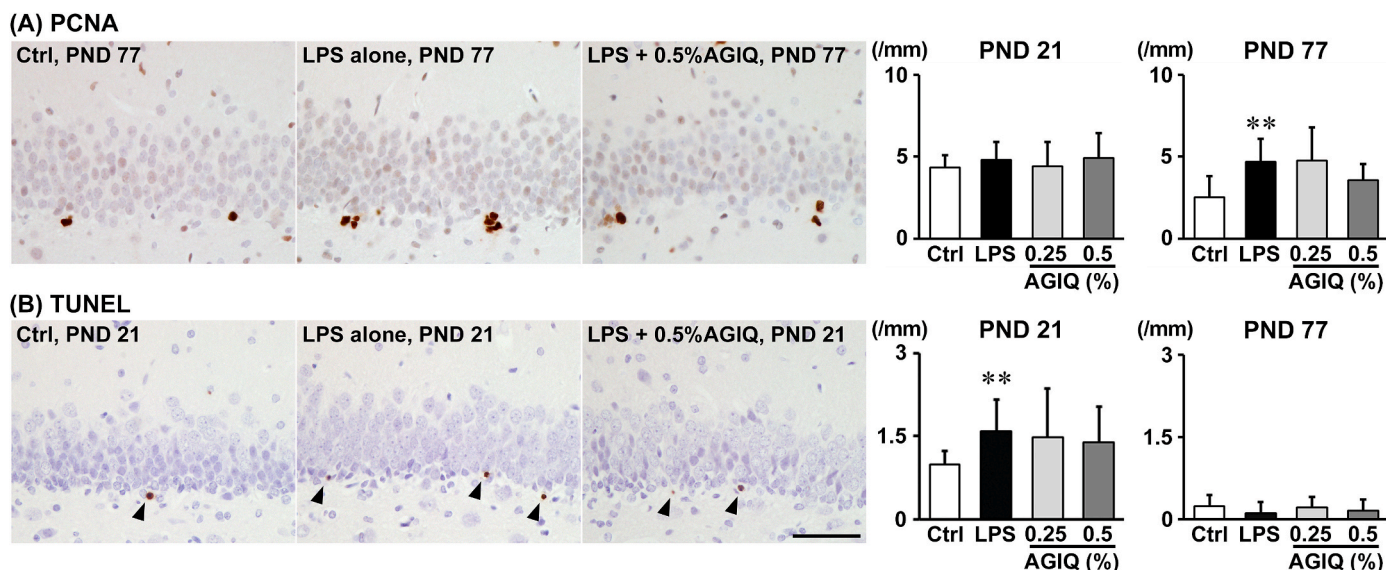 (A) PCNA
Ctrl, PND 77
LPS alone, PND 77
LPS + 0.5%AGIQ, PND 77
(/mm)
PND 21
10
5
0
**
Ctrl LPS 0.25 0.5
AGIQ (%)
(/mm)
PND 77
10
5
0
Ctrl LPS 0.25 0.5
AGIQ (%)
(B) TUNEL
Ctrl, PND 21
LPS alone, PND 21
LPS + 0.5%AGIQ, PND 21
(/mm)
PND 21
3
1.5
0
**
Ctrl LPS 0.25 0.5
AGIQ (%)
(/mm)
PND 77
3
1.5
0
Ctrl LPS 0.25 0.5
AGIQ (%)